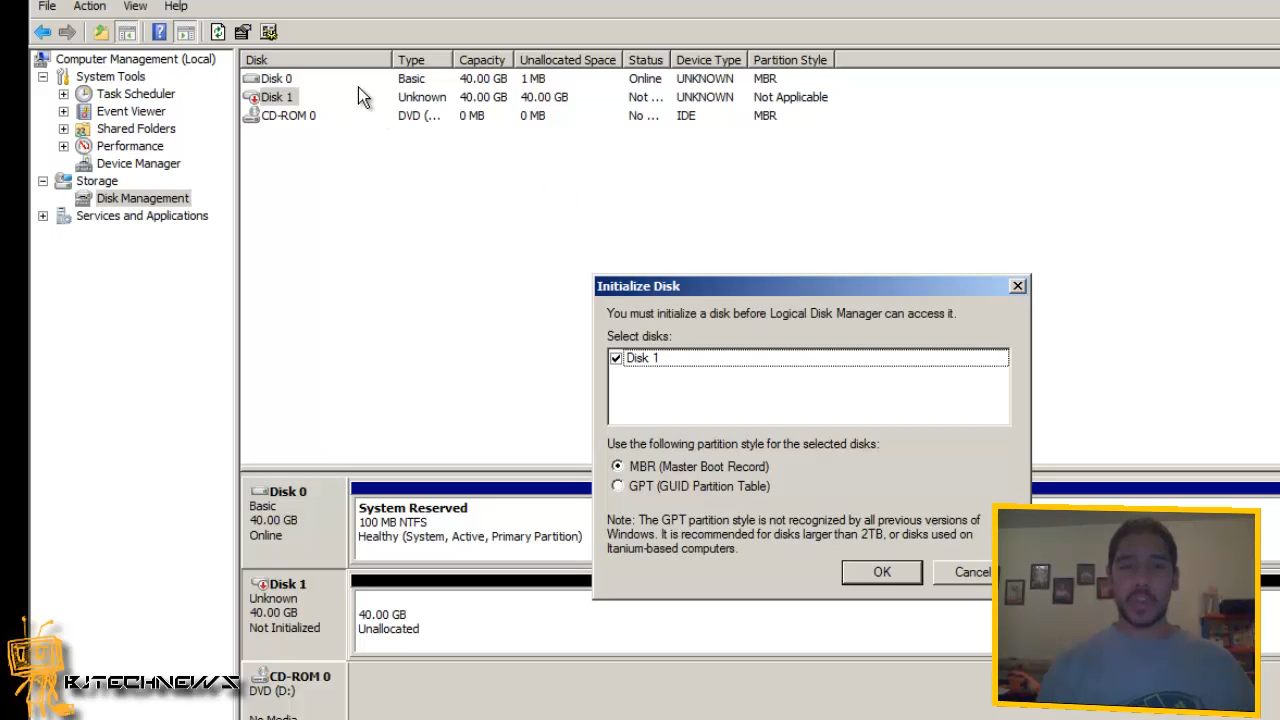 File Action View Help
Computer Management (Local)
System Tools
Task Scheduler
Event Viewer
Shared Folders
Performance
Device Manager
Storage
Disk Management
Services and Applications
Disk Type Capacity Unallocated Space Status Device Type Partition Style
Disk 0 Basic 40.00 GB 1 MB Online UNKNOWN MBR
Disk 1 Unknown 40.00 GB 40.00 GB Not ... UNKNOWN Not Applicable
CD-ROM 0 DVD (... 0 MB 0 MB No ... IDE MBR
Initialize Disk
You must initialize a disk before Logical Disk Manager can access it.
Select disks:
Disk 1
Use the following partition style for the selected disks:
MBR (Master Boot Record)
GPT (GUID Partition Table)
Note: The GPT partition style is not recognized by all previous versions of
Windows. It is recommended for disks larger than 2TB, or disks used on
Itanium-based computers.
OK Cancel
Disk 0
Basic
40.00 GB
Online
System Reserved
100 MB NTFS
Healthy (System, Active, Primary Partition)
Disk 1
Unknown
40.00 GB
Not Initialized
40.00 GB
Unallocated
CD-ROM 0
DVD (D:)
No Media
BJTECHNEWS